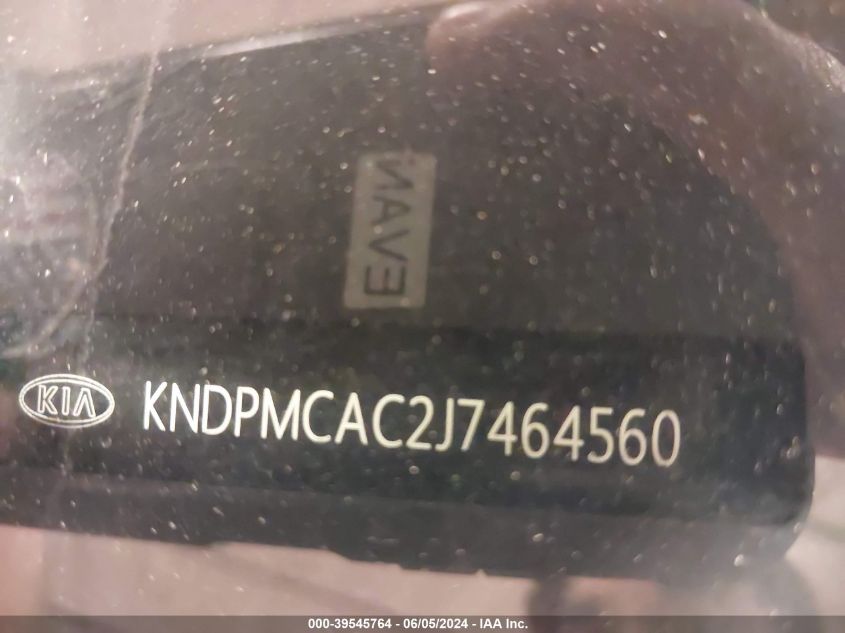 EVAN
KIA KNDPMCAC2J7464560
000-39545764 - 06/05/2024 - IAA Inc.